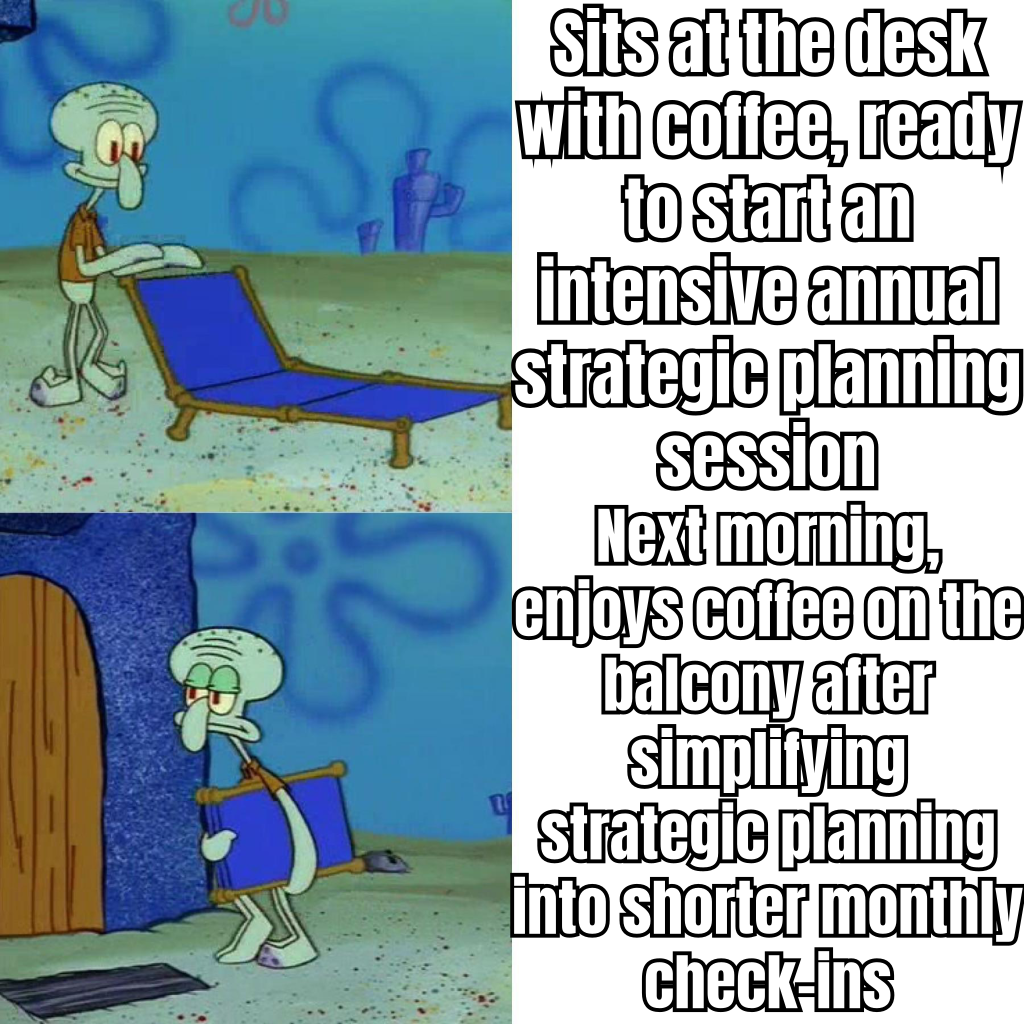 Sits at the desk
with coffee, ready
to start an
intensive annual
strategic planning
session
Next morning,
enjoys coffee on the
balcony after
simplifying
strategic planning
into shorter monthly
check-ins